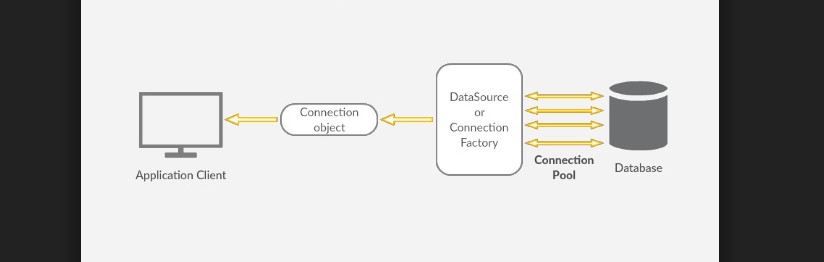 Application Client
Connection
object
DataSource
or
Connection
Factory
Connection
Pool
Database